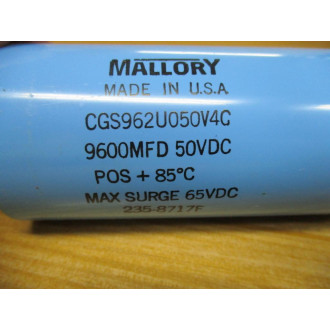 MALLORY
MADE IN U.S.A
CGS962U050V4C
9600MFD 50VDC
POS + 85°C
MAX SURGE 65VDC
235-8717F